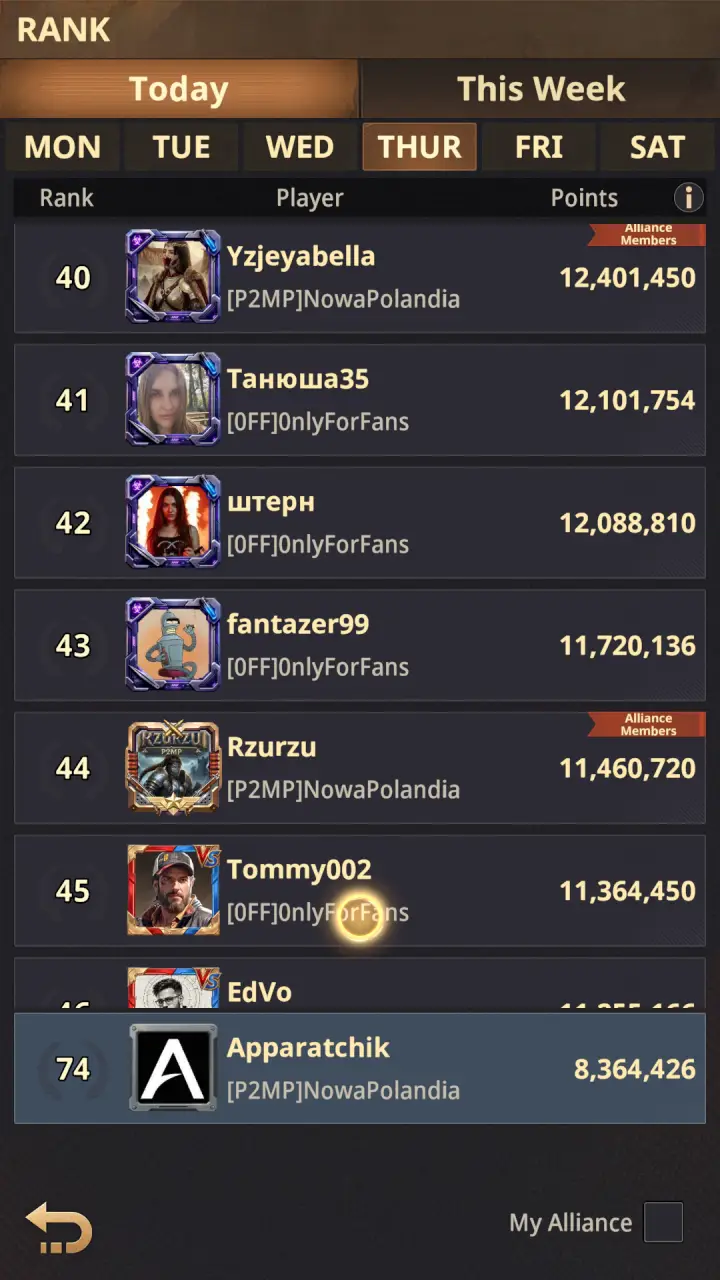 RANK
Today
This Week
MON TUE WED THUR FRI SAT
Rank Player Points
Alliance
Members
40 Yzjeyabella 12,401,450
[P2MP]NowaPolandia
41 Танюша35 12,101,754
[0FF]0nlyForFans
42 штерн 12,088,810
[0FF]0nlyForFans
43 fantazer99 11,720,136
[0FF]0nlyForFans
Alliance
Members
RZURZU
P2MP
44 Rzurzu 11,460,720
[P2MP]NowaPolandia
VS
45 Tommy002 11,364,450
[0FF]0nlyForFans
VS
EdVo
74 Apparatchik 8,364,426
[P2MP]NowaPolandia
My Alliance